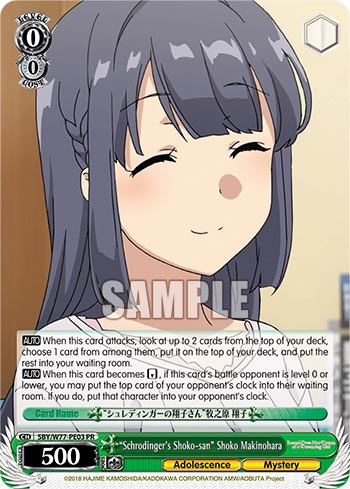 LEVEL
0
0
COST
SAMPLE
AUTO When this card attacks, look at up to 2 cards from the top of your deck,
choose 1 card from among them, put it on the top of your deck, and put
the rest into your waiting room.
AUTO When this card becomes [ ], if this card's battle opponent is level 0 or
lower, you may put the top card of your opponent's clock into their waiting
room. If you do, put that character into your opponent's clock.
Card Name
"シュレディンガーの翔子さん"牧之原 翔子
CH SBY/W77-PE03 PR
"Schrodinger's Shoko-san" Shoko Makinohara
500
Adolescence
Mystery
©2018 HAJIME KAMOSHIDA/KADOKAWA CORPORATION AMW/AOBUTA Project